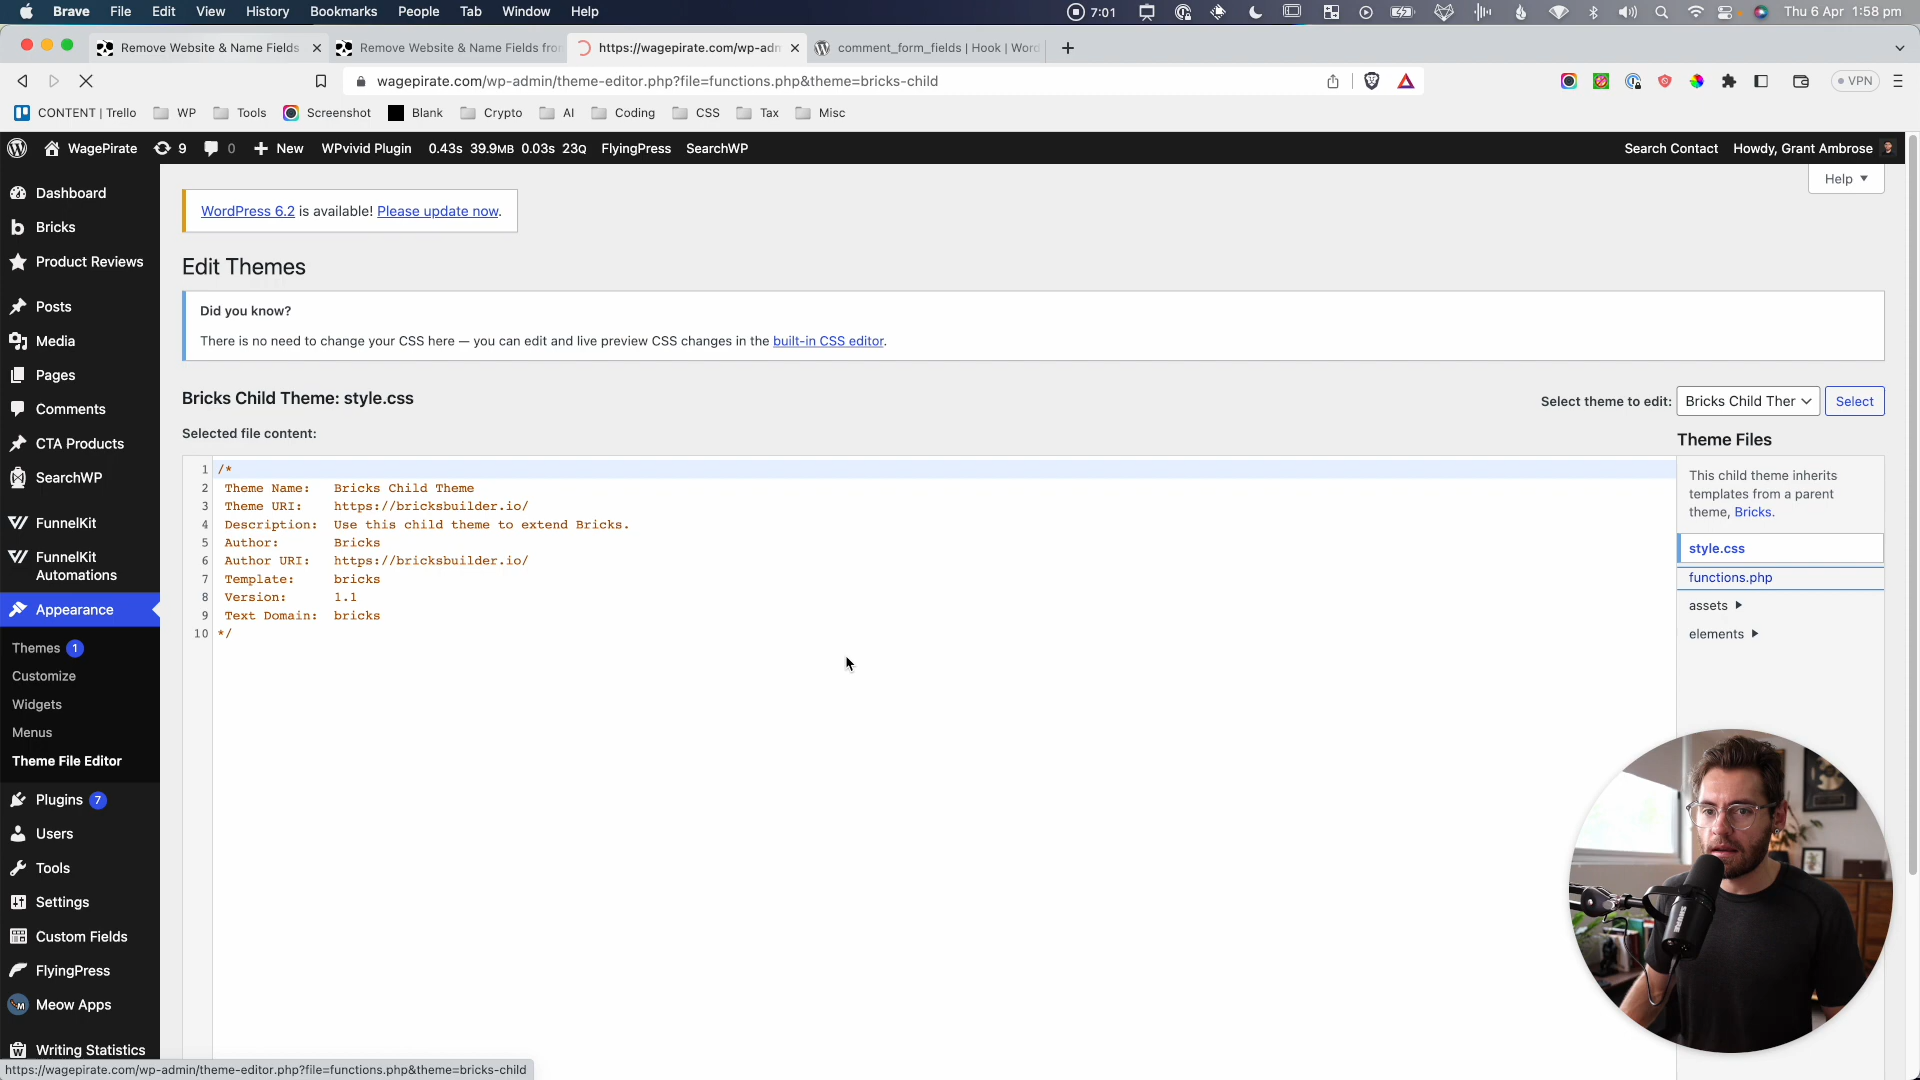 Brave File Edit View History Bookmarks People Tab Window Help 7:01 Thu 6 Apr 1:58 pm
Remove Website & Name Fields Remove Website & Name Fields fro https://wagepirate.com/wp-adn comment_form_fields | Hook | Word
wagepirate.com/wp-admin/theme-editor.php?file=functions.php&theme=bricks-child VPN
CONTENT | Trello WP Tools Screenshot Blank Crypto AI Coding CSS Tax Misc
WagePirate 9 0 New WPvivid Plugin 0.43s 39.9MB 0.03s 23Q FlyingPress SearchWP Search Contact Howdy, Grant Ambrose
Help
Dashboard
Bricks
Product Reviews
Posts
Media
Pages
Comments
CTA Products
SearchWP
FunnelKit
FunnelKit
Automations
Appearance
Themes 1
Customize
Widgets
Menus
Theme File Editor
Plugins 7
Users
Tools
Settings
Custom Fields
FlyingPress
Meow Apps
Writing Statistics
WordPress 6.2 is available! Please update now.
Edit Themes
Did you know?
There is no need to change your CSS here — you can edit and live preview CSS changes in the built-in CSS editor.
Bricks Child Theme: style.css
Select theme to edit: Bricks Child Ther Select
Selected file content:
1 /*
2 Theme Name: Bricks Child Theme
3 Theme URI: https://bricksbuilder.io/
4 Description: Use this child theme to extend Bricks.
5 Author: Bricks
6 Author URI: https://bricksbuilder.io/
7 Template: bricks
8 Version: 1.1
9 Text Domain: bricks
10 */
Theme Files
This child theme inherits
templates from a parent
theme, Bricks.
style.css
functions.php
assets
elements
SHURE
https://wagepirate.com/wp-admin/theme-editor.php?file=functions.php&theme=bricks-child